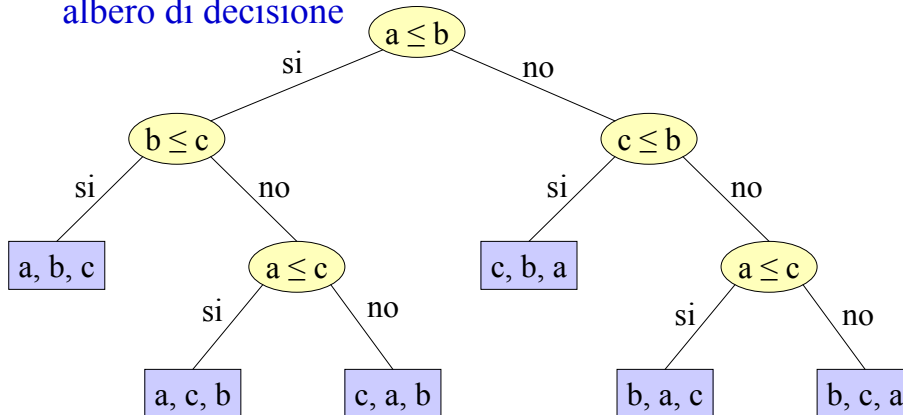 albero di decisione
a ≤ b
si
no
b ≤ c
c ≤ b
si
no
si
no
a, b, c
a ≤ c
c, b, a
a ≤ c
si
no
si
no
a, c, b
c, a, b
b, a, c
b, c, a